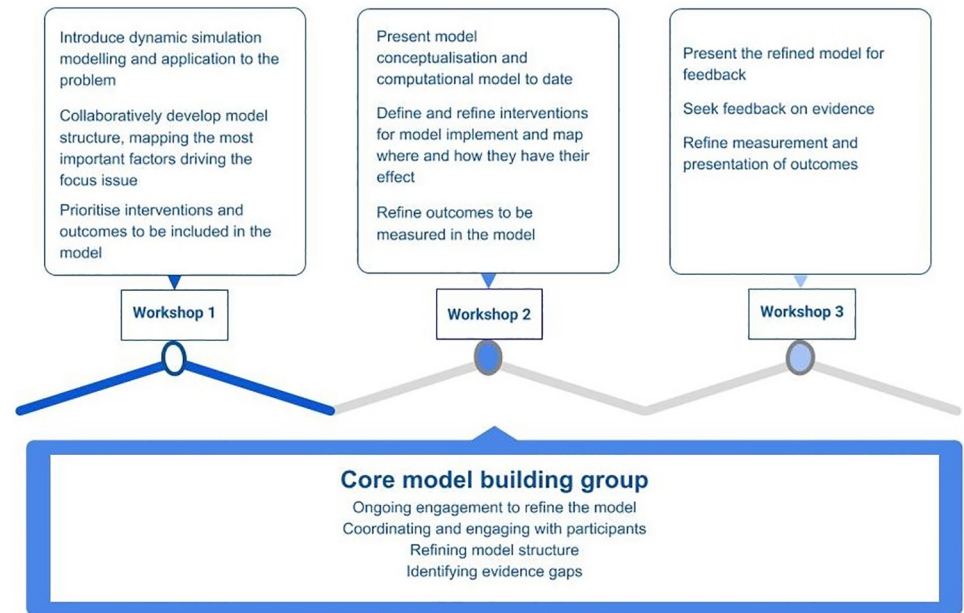 Introduce dynamic simulation
modelling and application to the
problem
Collaboratively develop model
structure, mapping the most
important factors driving the
focus issue
Prioritise interventions and
outcomes to be included in the
model
Workshop 1
Present model
conceptualisation and
computational model to date
Define and refine interventions
for model implement and map
where and how they have their
effect
Refine outcomes to be
measured in the model
Workshop 2
Present the refined model for
feedback
Seek feedback on evidence
Refine measurement and
presentation of outcomes
Workshop 3
Core model building group
Ongoing engagement to refine the model
Coordinating and engaging with participants
Refining model structure
Identifying evidence gaps